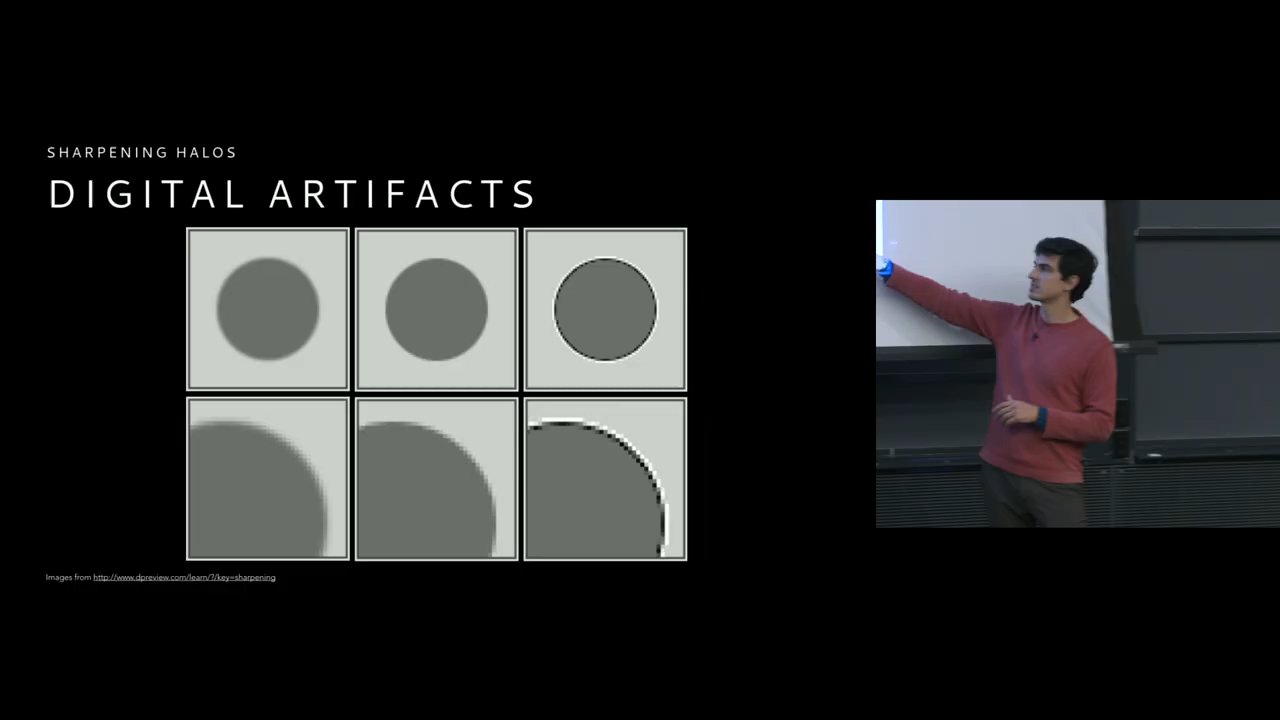 SHARPENING HALOS
DIGITAL ARTIFACTS
Images from http://www.dpreview.com/learn/?/key=sharpening